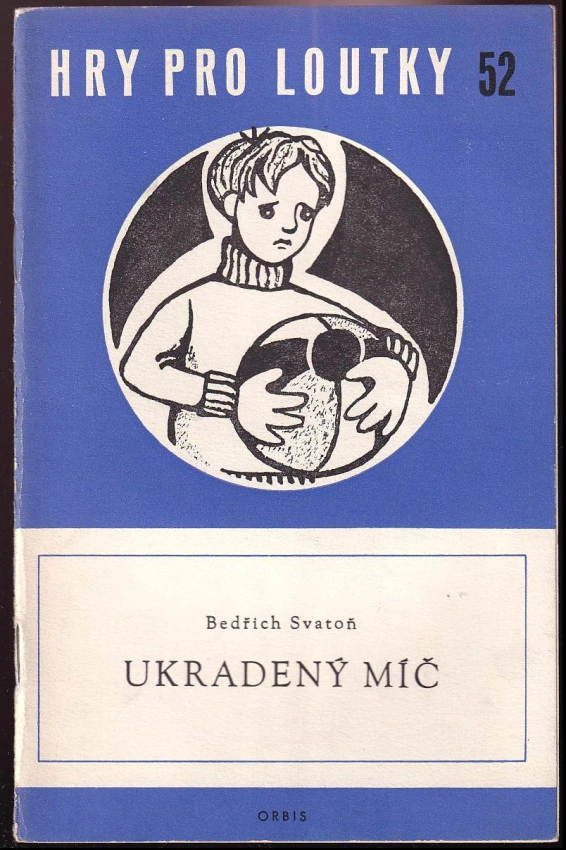 HRY PRO LOUTKY 52
Bedřich Svatoň
UKRADENÝ MÍČ
ORBIS